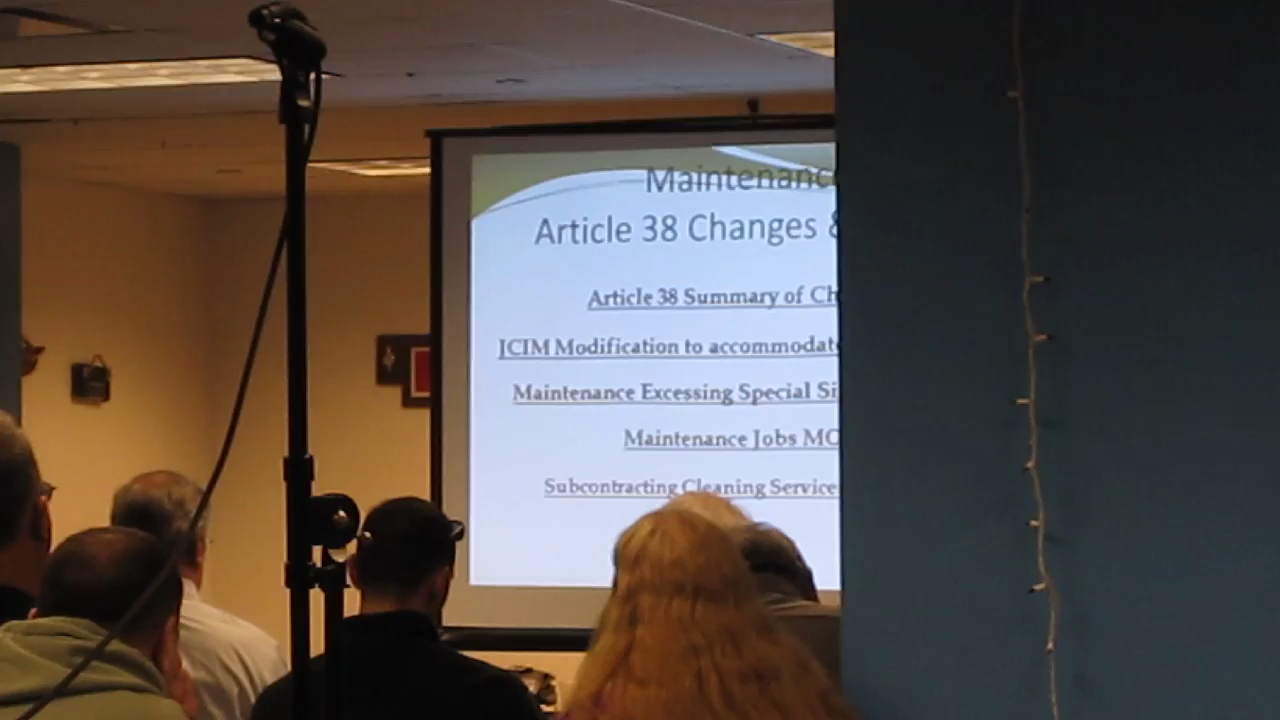 Maintenanc
Article 38 Changes &
Article 38 Summary of Ch
JCIM Modification to accommodat
Maintenance Excessing Special Si
Maintenance Jobs MO
Subcontracting Cleaning Service